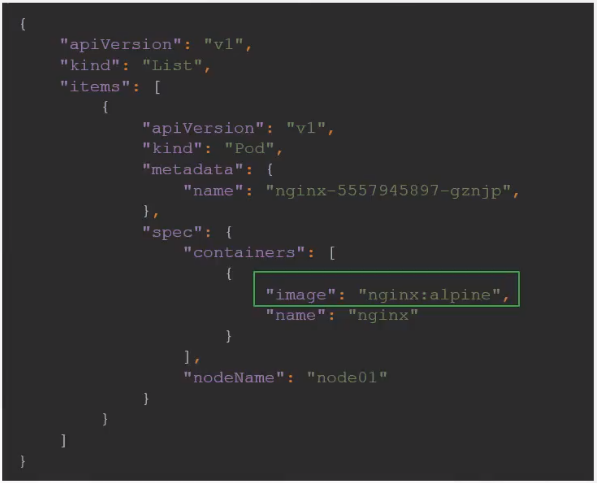 {
    "apiVersion": "v1",
    "kind": "List",
    "items": [
        {
            "apiVersion": "v1",
            "kind": "Pod",
            "metadata": {
                "name": "nginx-5557945897-gznjp",
            },
            "spec": {
                "containers": [
                    {
                        "image": "nginx:alpine",
                        "name": "nginx"
                    }
                ],
                "nodeName": "node01"
            }
        }
    ]
}